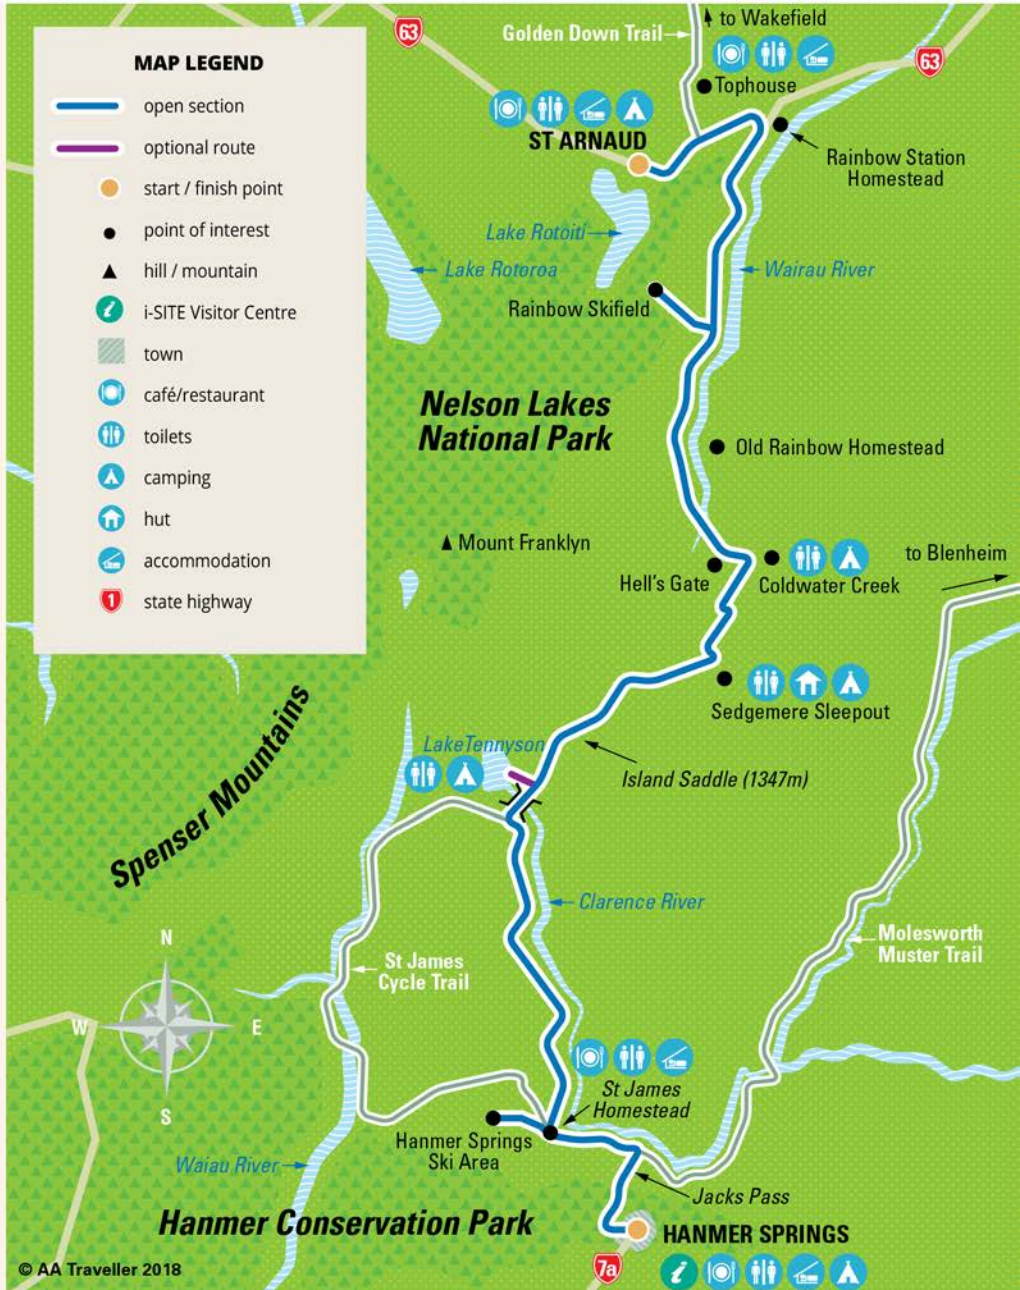 MAP LEGEND
open section
optional route
start / finish point
point of interest
hill / mountain
i-SITE Visitor Centre
town
café/restaurant
toilets
camping
hut
accommodation
1
state highway
63
Golden Down Trail
to Wakefield
63
Tophouse
ST ARNAUD
Rainbow Station
Homestead
Lake Rotoiti
Lake Rotoroa
Wairau River
Rainbow Skifield
Nelson Lakes
National Park
Old Rainbow Homestead
Mount Franklyn
to Blenheim
Hell's Gate
Coldwater Creek
Sedgemere Sleepout
Spenser Mountains
Lake Tennyson
Island Saddle (1347m)
Clarence River
Molesworth
Muster Trail
St James
Cycle Trail
N
W
E
S
St James
Homestead
Hanmer Springs
Ski Area
Waiau River
Jacks Pass
Hanmer Conservation Park
HANMER SPRINGS
7a
© AA Traveller 2018